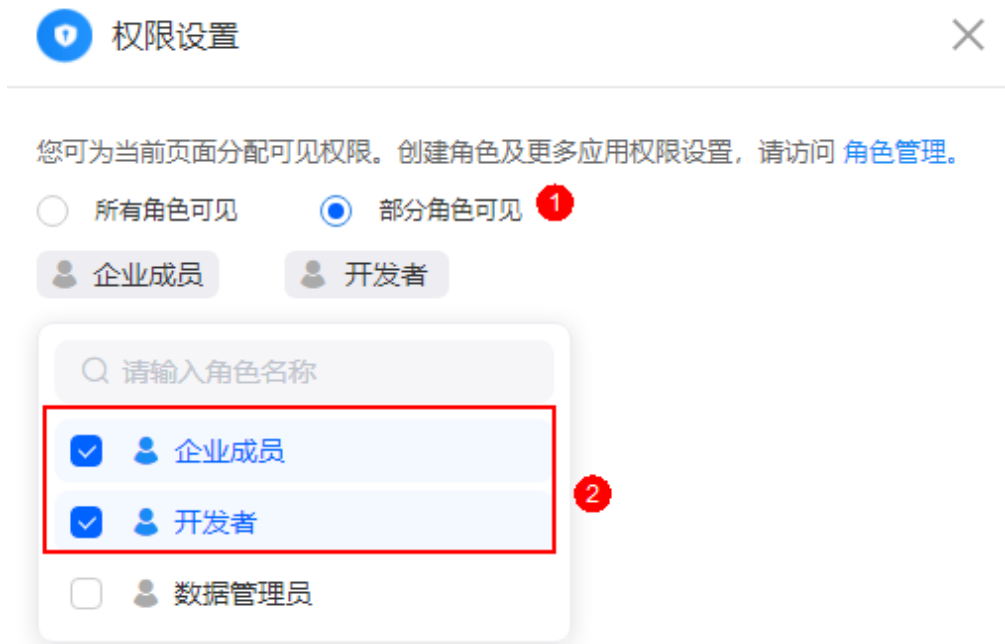 权限设置
您可为当前页面分配可见权限。创建角色及更多应用权限设置，请访问 角色管理。
所有角色可见 部分角色可见 1
企业成员 开发者
请输入角色名称
企业成员
2
开发者
数据管理员